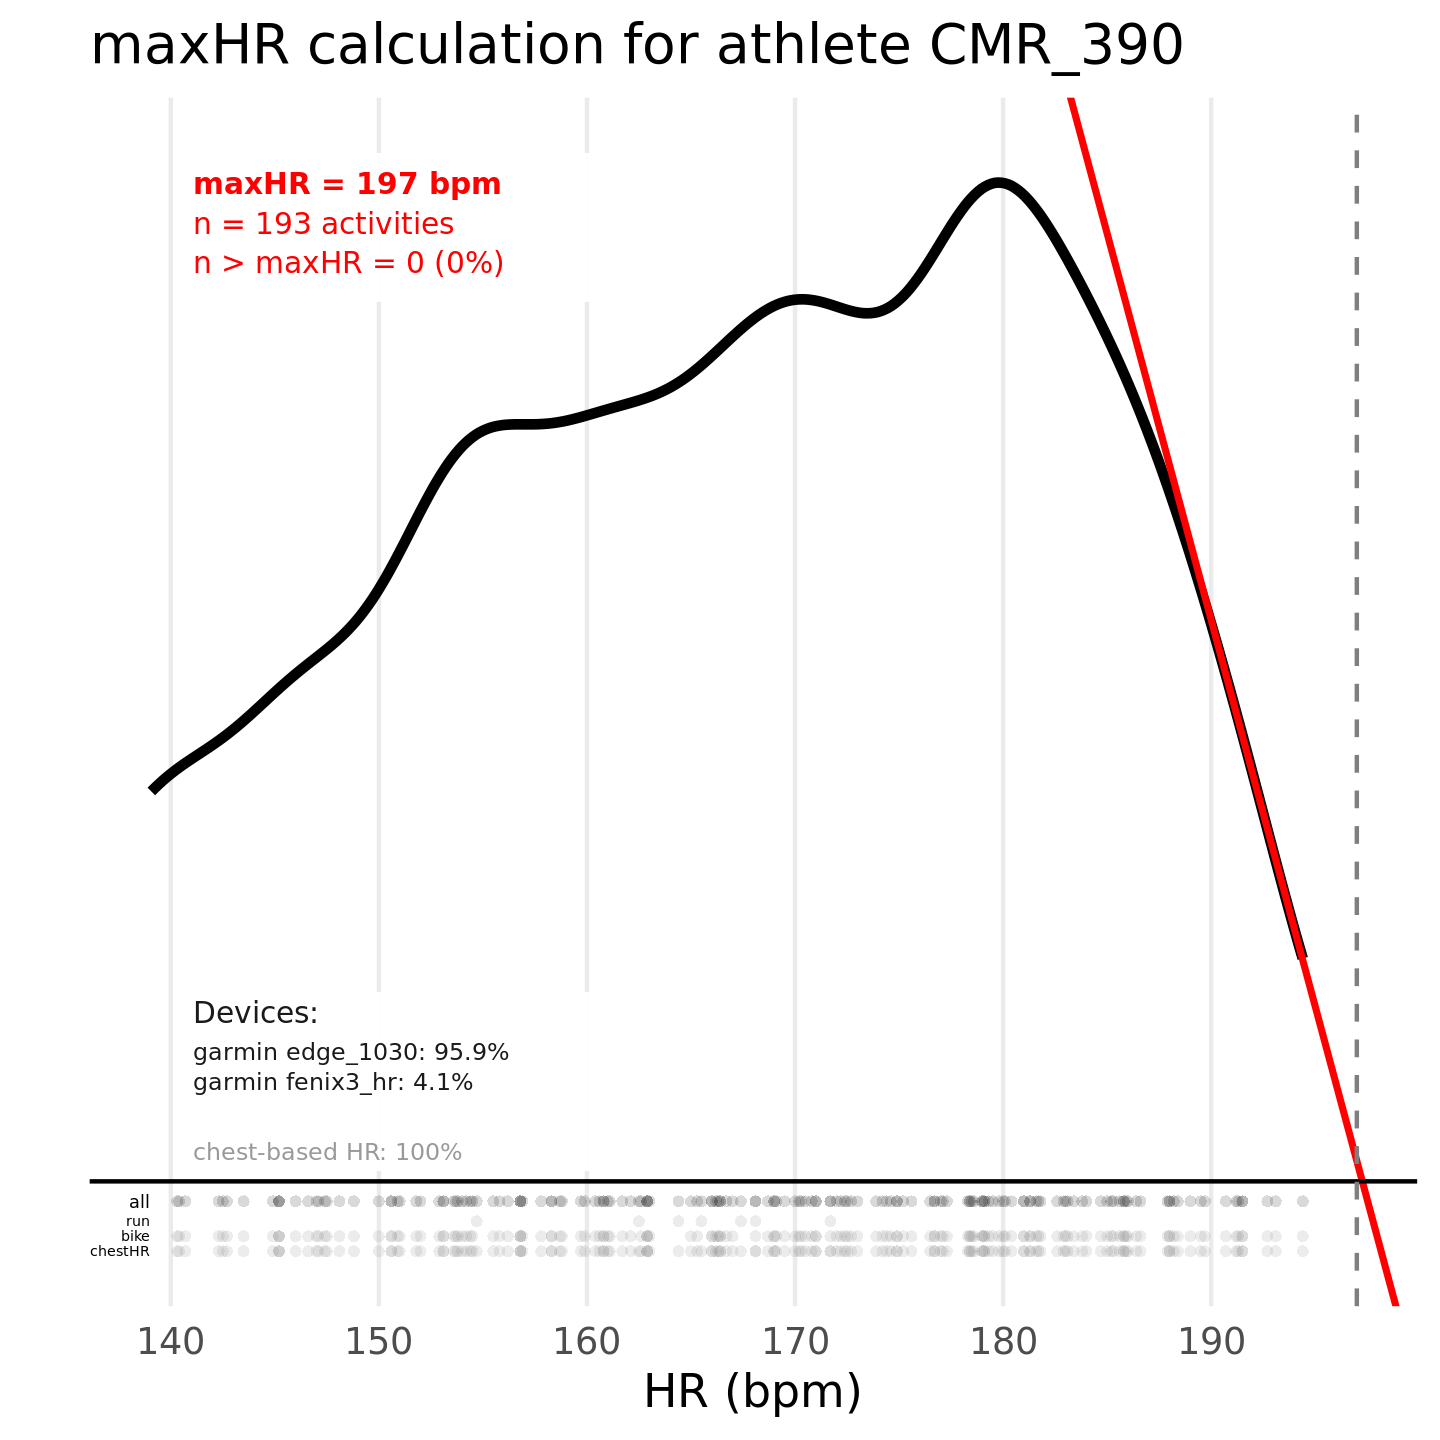 maxHR calculation for athlete CMR_390
maxHR = 197 bpm
n = 193 activities
n > maxHR = 0 (0%)
Devices:
garmin edge_1030: 95.9%
garmin fenix3_hr: 4.1%
chest-based HR: 100%
all
run
bike
chestHR
140 150 160 170 180 190
HR (bpm)